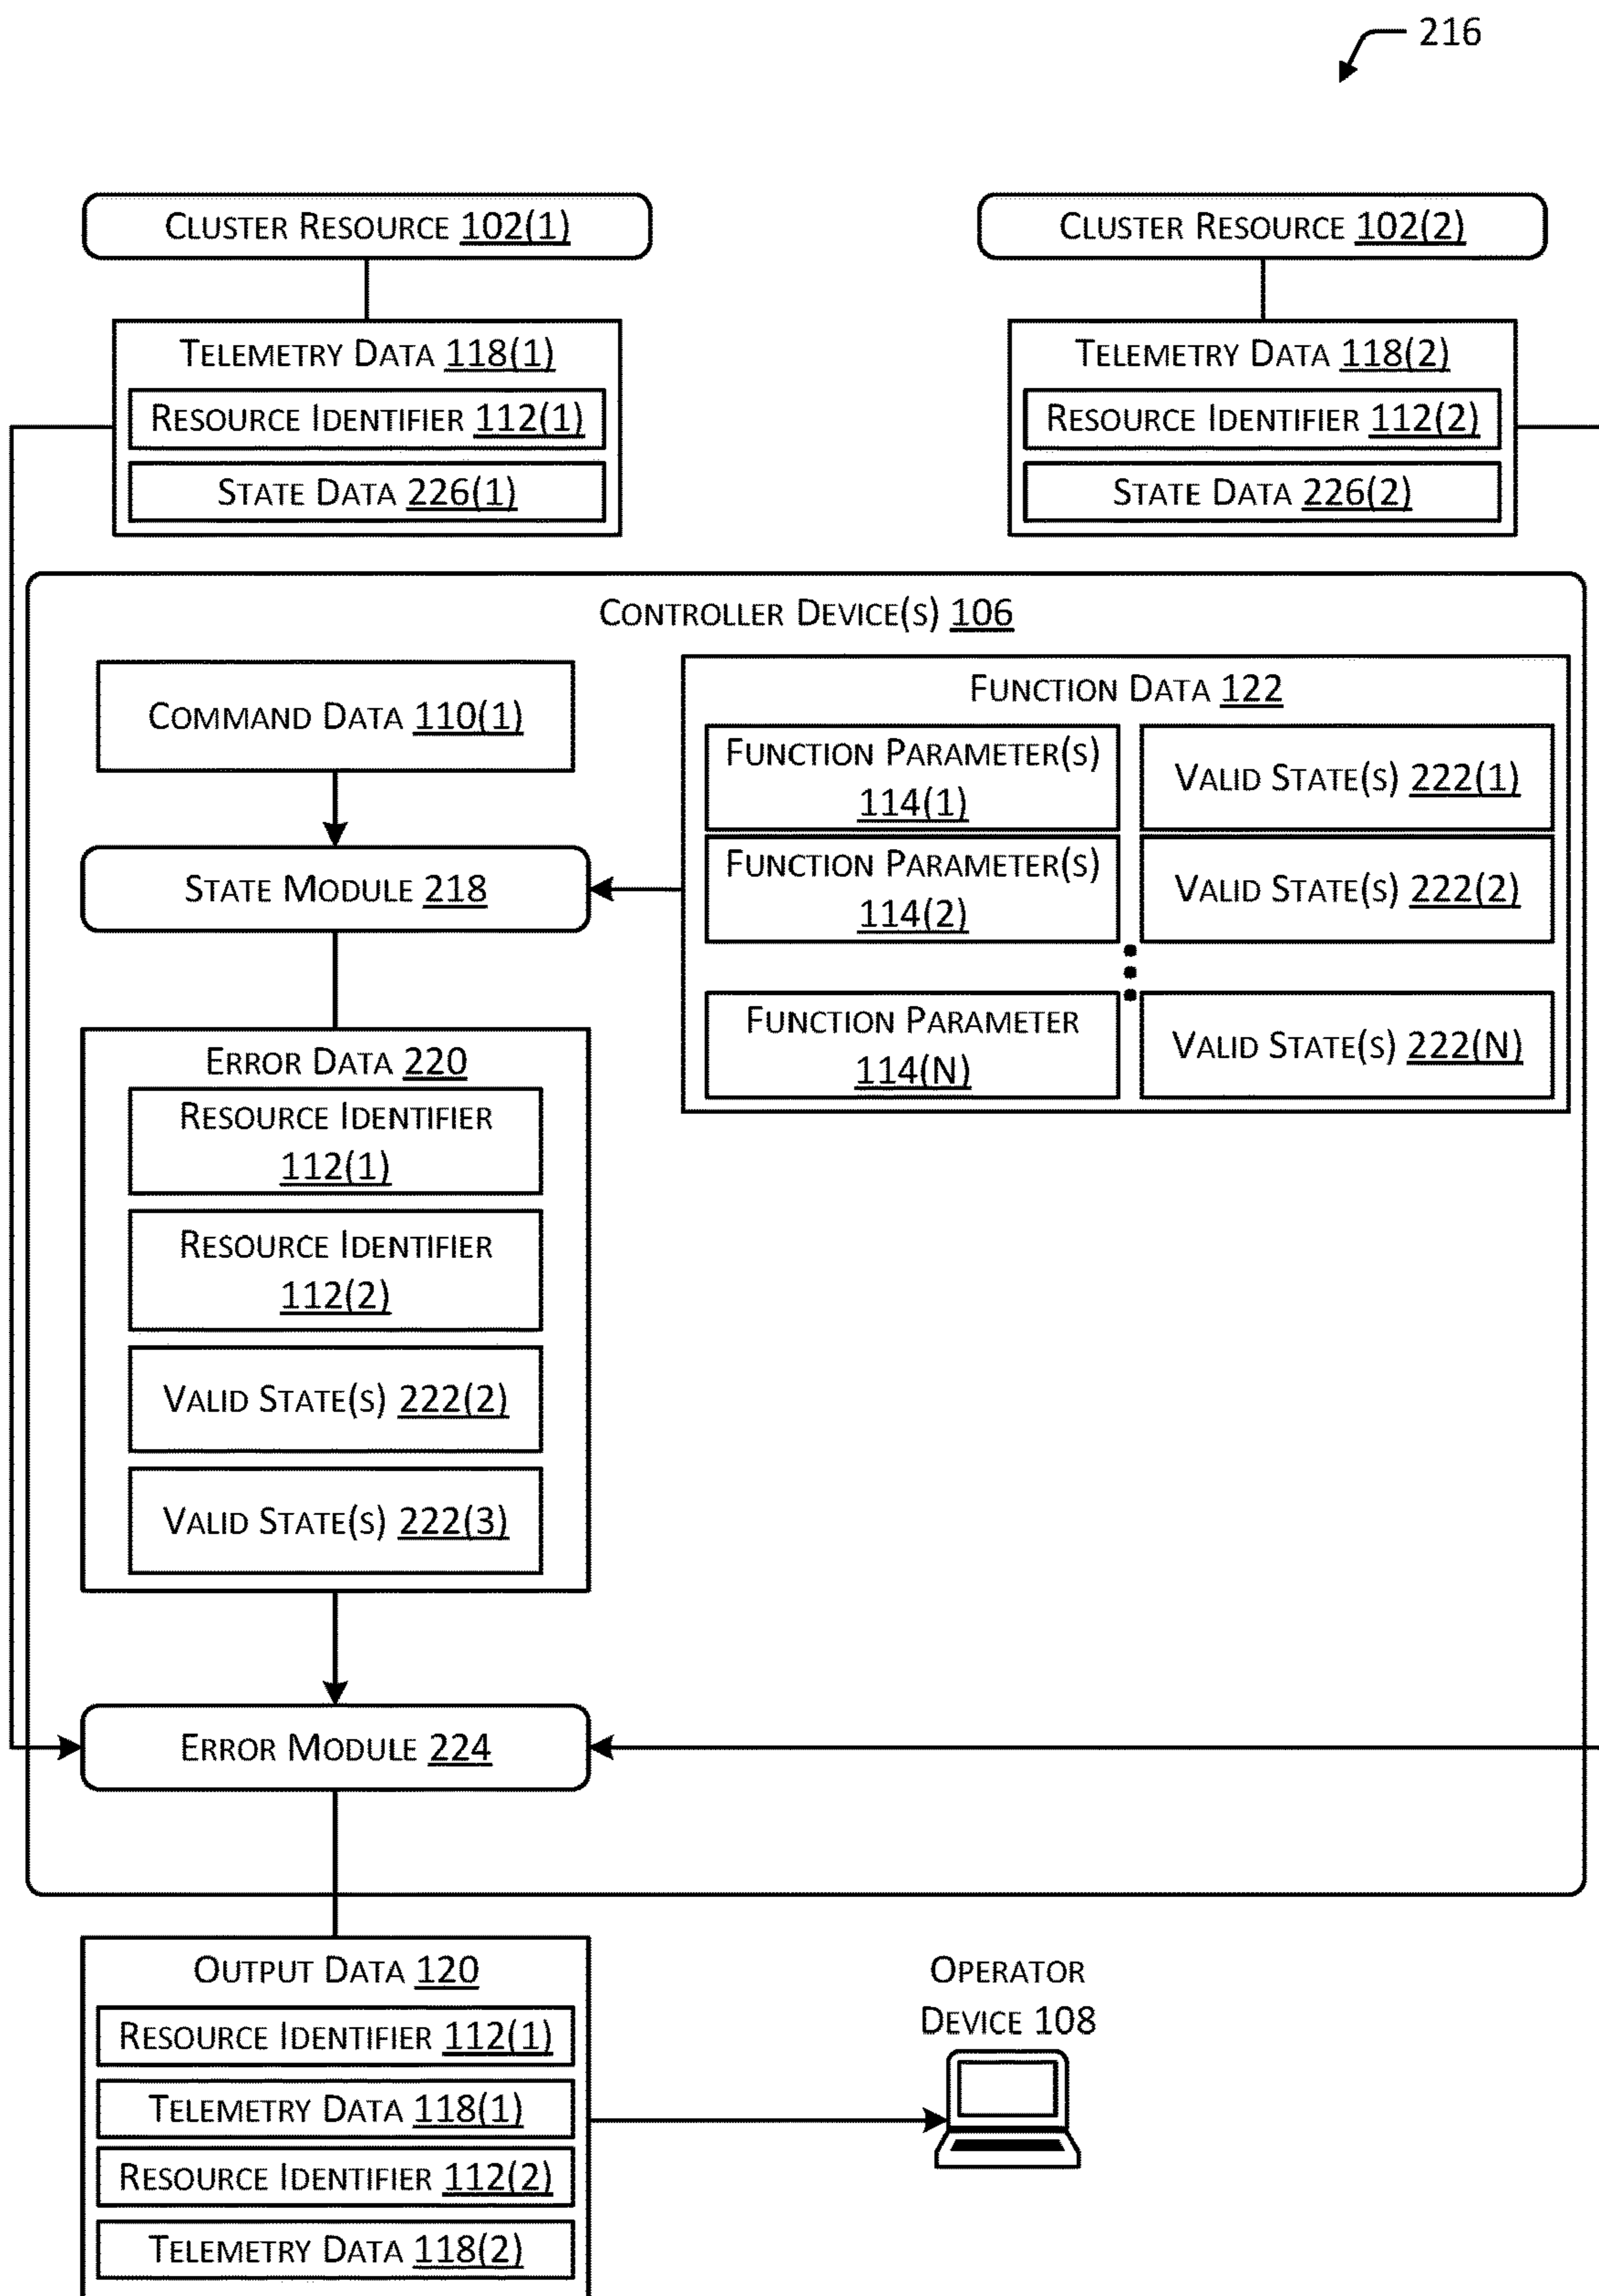 216
CLUSTER RESOURCE 102(1)
CLUSTER RESOURCE 102(2)
TELEMETRY DATA 118(1)
RESOURCE IDENTIFIER 112(1)
STATE DATA 226(1)
TELEMETRY DATA 118(2)
RESOURCE IDENTIFIER 112(2)
STATE DATA 226(2)
CONTROLLER DEVICE(S) 106
COMMAND DATA 110(1)
STATE MODULE 218
FUNCTION DATA 122
FUNCTION PARAMETER(S)
114(1)
VALID STATE(S) 222(1)
FUNCTION PARAMETER(S)
114(2)
VALID STATE(S) 222(2)
FUNCTION PARAMETER
114(N)
VALID STATE(S) 222(N)
ERROR DATA 220
RESOURCE IDENTIFIER
112(1)
RESOURCE IDENTIFIER
112(2)
VALID STATE(S) 222(2)
VALID STATE(S) 222(3)
ERROR MODULE 224
OUTPUT DATA 120
RESOURCE IDENTIFIER 112(1)
TELEMETRY DATA 118(1)
RESOURCE IDENTIFIER 112(2)
TELEMETRY DATA 118(2)
OPERATOR
DEVICE 108